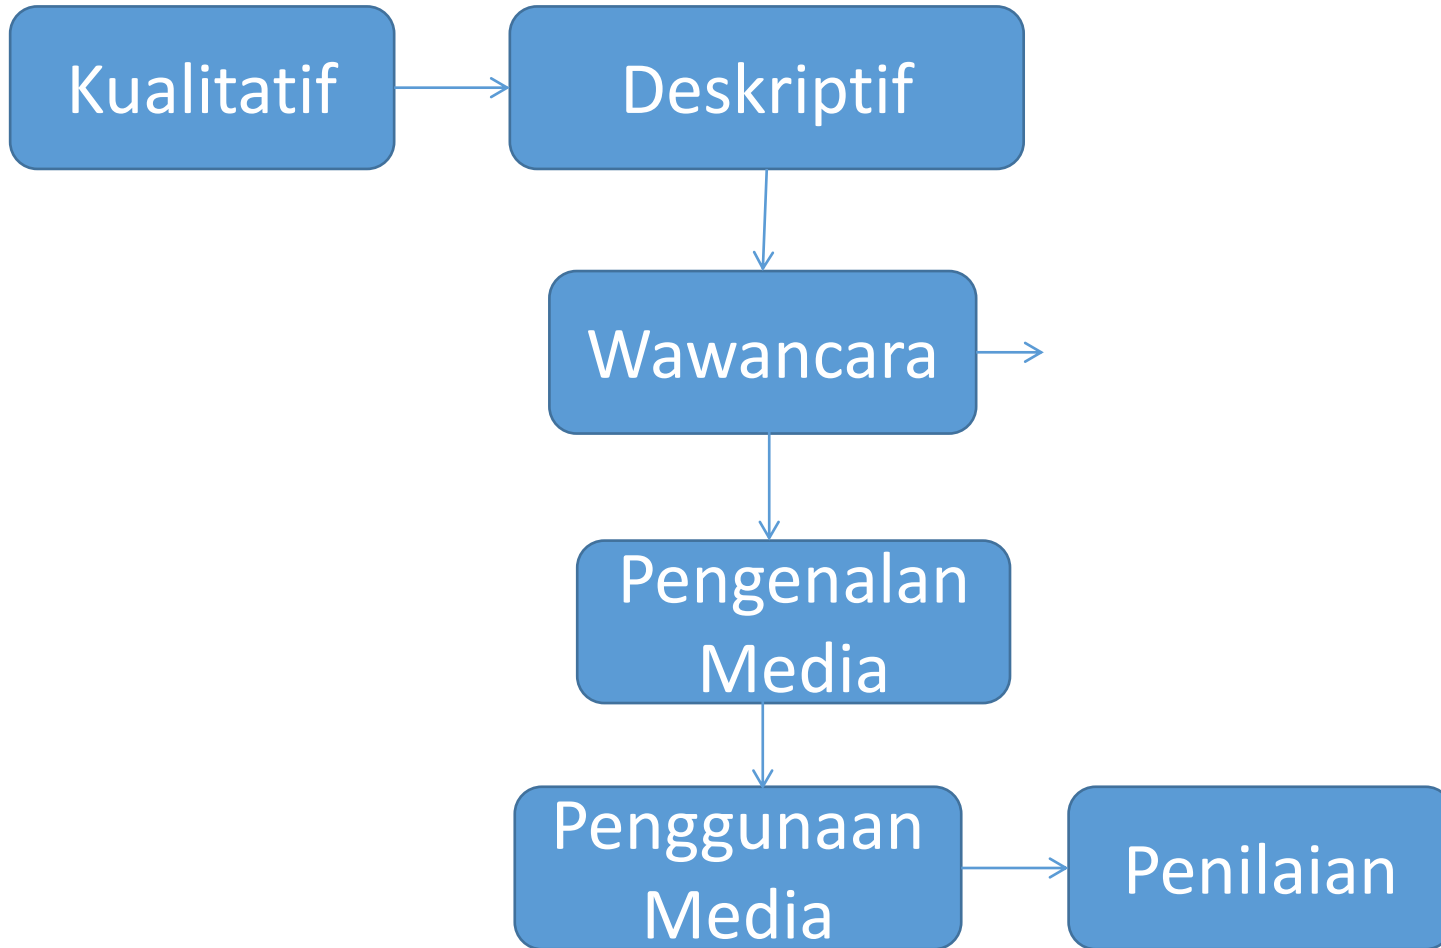 Kualitatif
Deskriptif
Wawancara
Pengenalan
Media
Penggunaan
Media
Penilaian